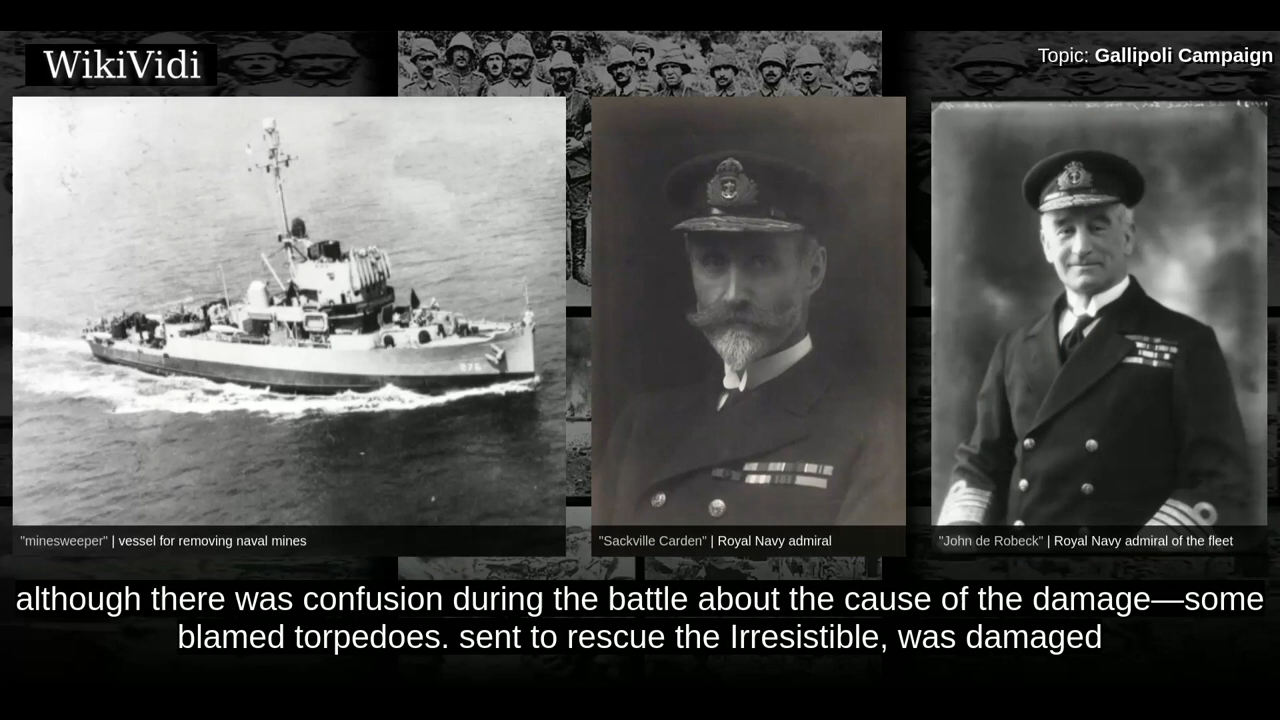 WikiVidi
Topic: Gallipoli Campaign
"minesweeper" | vessel for removing naval mines
"Sackville Carden" | Royal Navy admiral
"John de Robeck" | Royal Navy admiral of the fleet
although there was confusion during the battle about the cause of the damage—some
blamed torpedoes. sent to rescue the Irresistible, was damaged